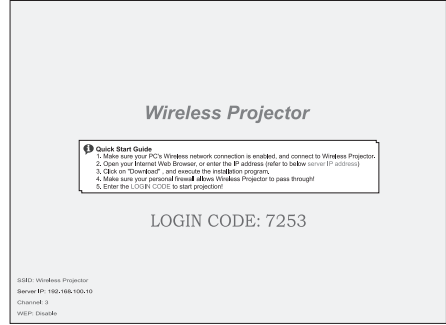 Wireless Projector
Quick Start Guide
1. Make sure your PC's Wireless network connection is enabled, and connect to Wireless Projector.
2. Open your Internet Web Browser, or enter the IP address (refer to below server IP address)
3. Click on "Download" , and execute the installation program.
4. Make sure your personal firewall allows Wireless Projector to pass through!
5. Enter the LOGIN CODE to start projection!
LOGIN CODE: 7253
SSID: Wireless Projector
Server IP: 192.168.100.10
Channel: 3
WEP: Disable